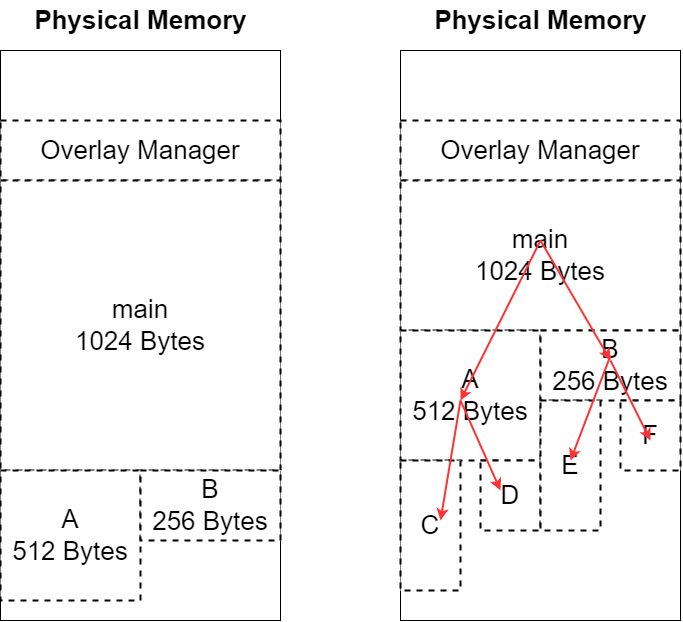 Physical Memory
Overlay Manager
main
1024 Bytes
A
512 Bytes
B
256 Bytes
Physical Memory
Overlay Manager
main
1024 Bytes
A
512 Bytes
B
256 Bytes
C
D
E
F